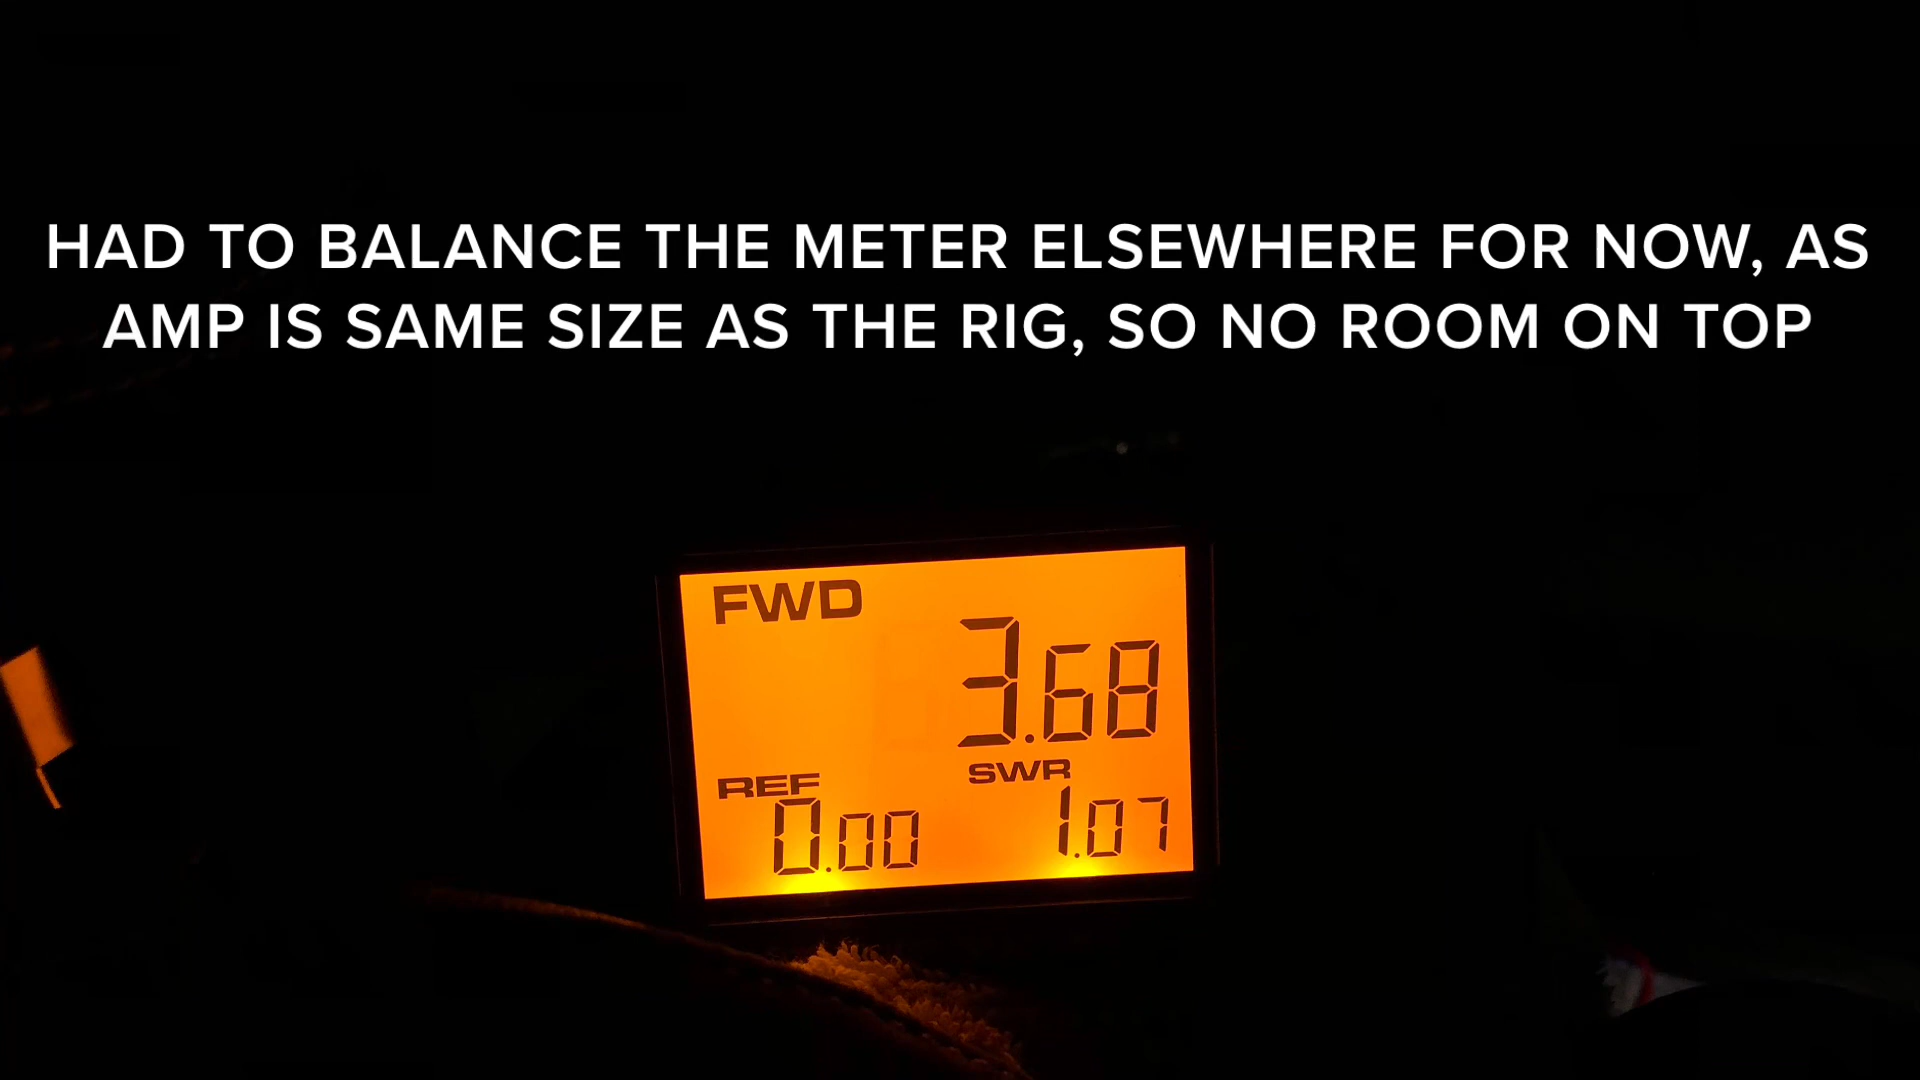 HAD TO BALANCE THE METER ELSEWHERE FOR NOW, AS
AMP IS SAME SIZE AS THE RIG, SO NO ROOM ON TOP
FWD
3.68
REF
0.00
SWR
1.07